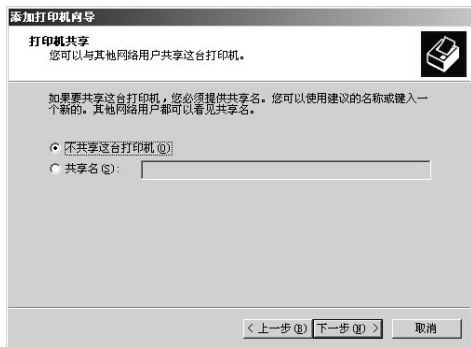 添加打印机向导
打印机共享
您可以与其他网络用户共享这台打印机。
如果要共享这台打印机，您必须提供共享名。您可以使用建议的名称或键入一
个新的。其他网络用户都可以看见共享名。
不共享这台打印机(O)
共享名(S):
< 上一步(B) 下一步(N) > 取消